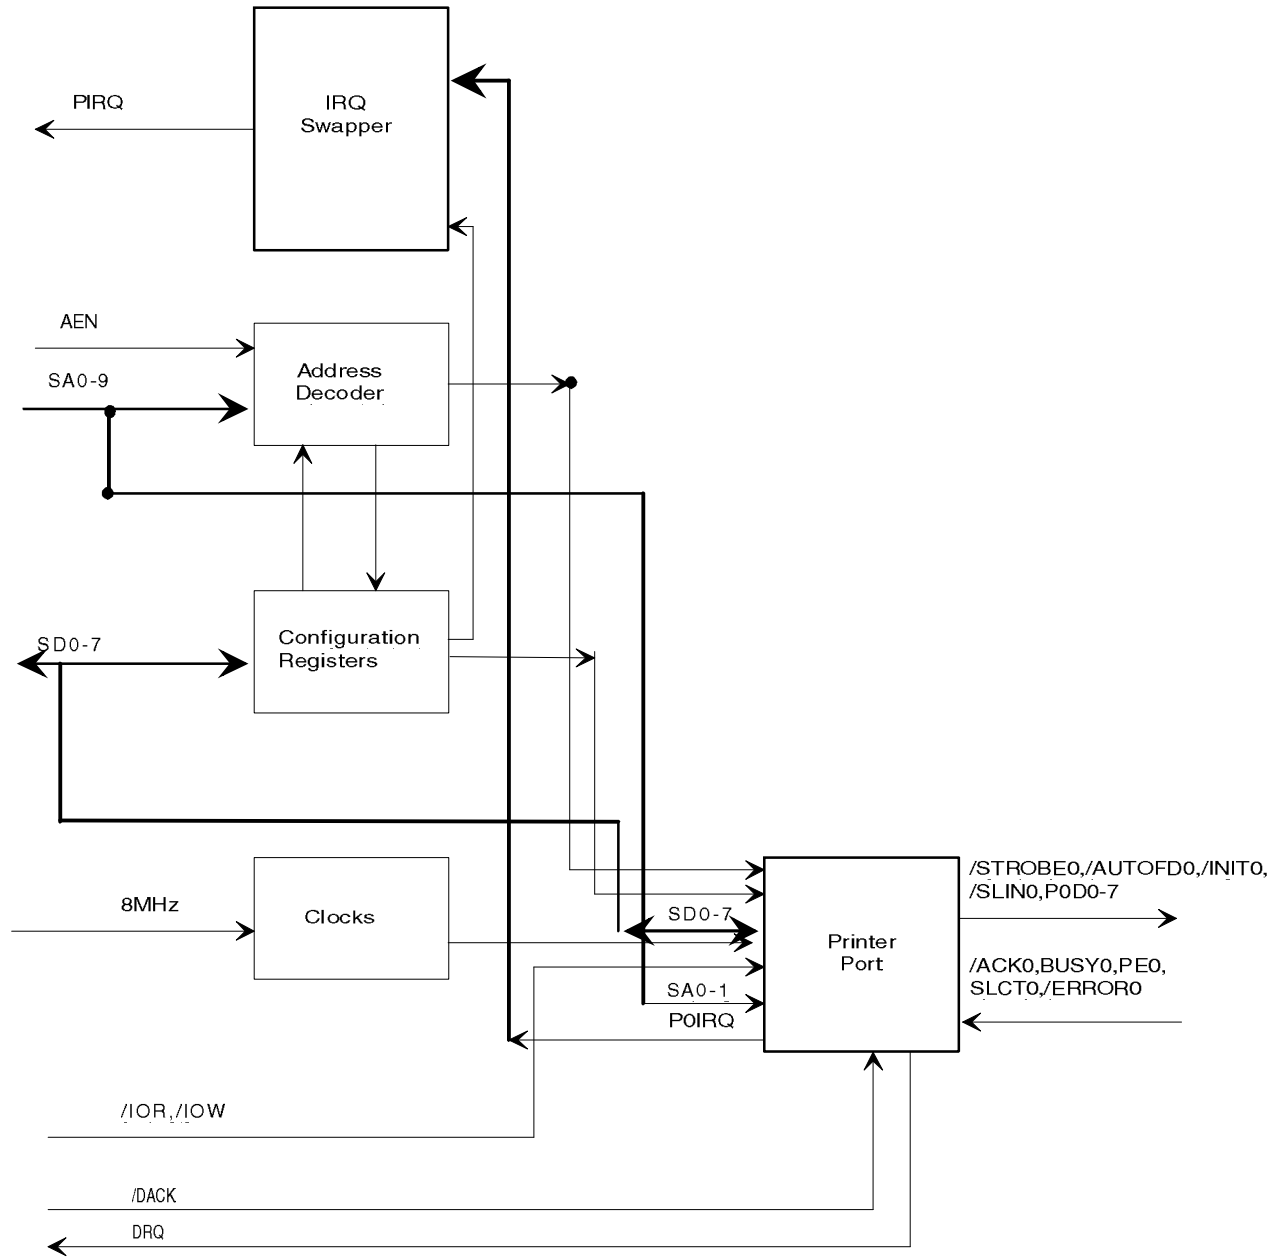 PIRQ
IRQ
Swapper
AEN
SA0-9
Address
Decoder
SD0-7
Configuration
Registers
8MHz
Clocks
SD0-7
SA0-1
P0IRQ
Printer
Port
/STROBE0,/AUTOFD0,/INIT0,
/SLIN0,P0D0-7
/ACK0,BUSY0,PE0,
SLCT0,/ERROR0
/IOR,/IOW
/DACK
DRQ